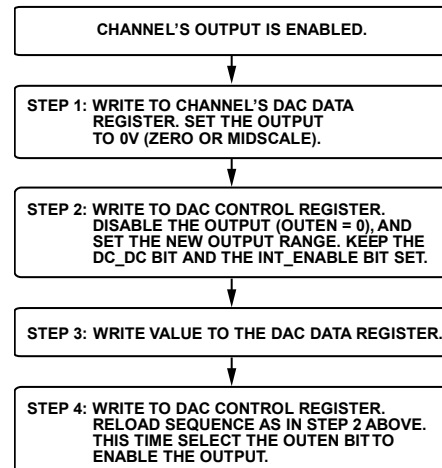 CHANNEL'S OUTPUT IS ENABLED.
STEP 1: WRITE TO CHANNEL'S DAC DATA
REGISTER. SET THE OUTPUT
TO 0V (ZERO OR MIDSCALE).
STEP 2: WRITE TO DAC CONTROL REGISTER.
DISABLE THE OUTPUT (OUTEN = 0), AND
SET THE NEW OUTPUT RANGE. KEEP THE
DC_DC BIT AND THE INT_ENABLE BIT SET.
STEP 3: WRITE VALUE TO THE DAC DATA REGISTER.
STEP 4: WRITE TO DAC CONTROL REGISTER.
RELOAD SEQUENCE AS IN STEP 2 ABOVE.
THIS TIME SELECT THE OUTEN BIT TO
ENABLE THE OUTPUT.